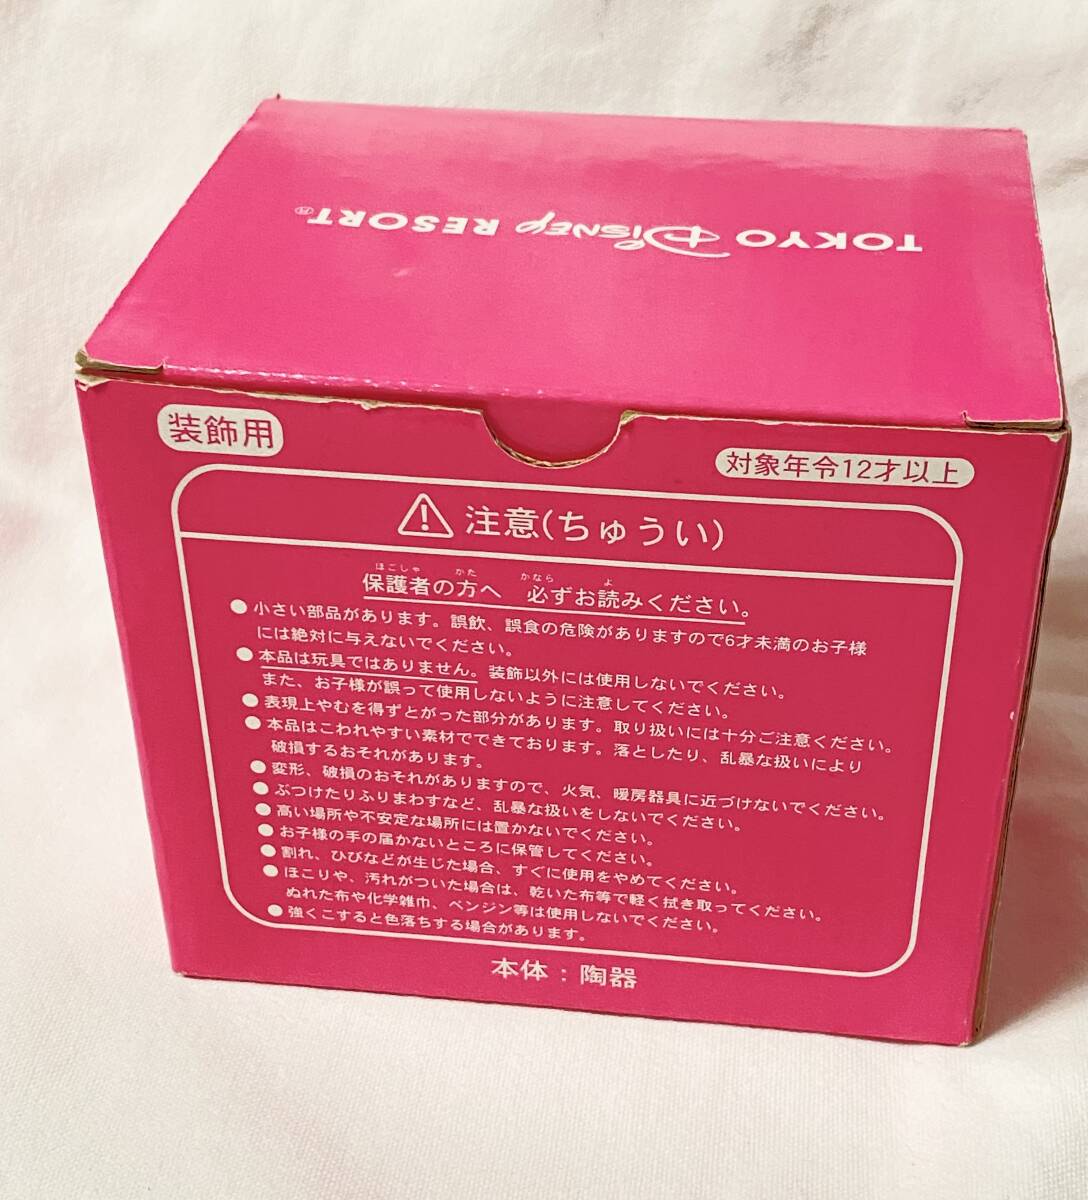 TOKYO Disney RESORT®
装飾用
対象年令12才以上
注意(ちゅうい)
ほごしゃ かた かなら よ
保護者の方へ 必ずお読みください。
●小さい部品があります。誤飲、誤食の危険がありますので6才未満のお子様
には絶対に与えないでください。
●本品は玩具ではありません。装飾以外には使用しないでください。
また、お子様が誤って使用しないように注意してください。
●表現上やむを得ずとがった部分があります。取り扱いには十分ご注意ください。
●本品はこわれやすい素材でできております。落としたり、乱暴な扱いにより
破損するおそれがあります。
●変形、破損のおそれがありますので、火気、暖房器具に近づけないでください。
●ぶつけたりふりまわすなど、乱暴な扱いをしないでください。
●高い場所や不安定な場所には置かないでください。
●お子様の手の届かないところに保管してください。
●割れ、ひびなどが生じた場合、すぐに使用をやめてください。
●ほこりや、汚れがついた場合は、乾いた布等で軽く拭き取ってください。
ぬれた布や化学雑巾、ベンジン等は使用しないでください。
●強くこすると色落ちする場合があります。
本体：陶器